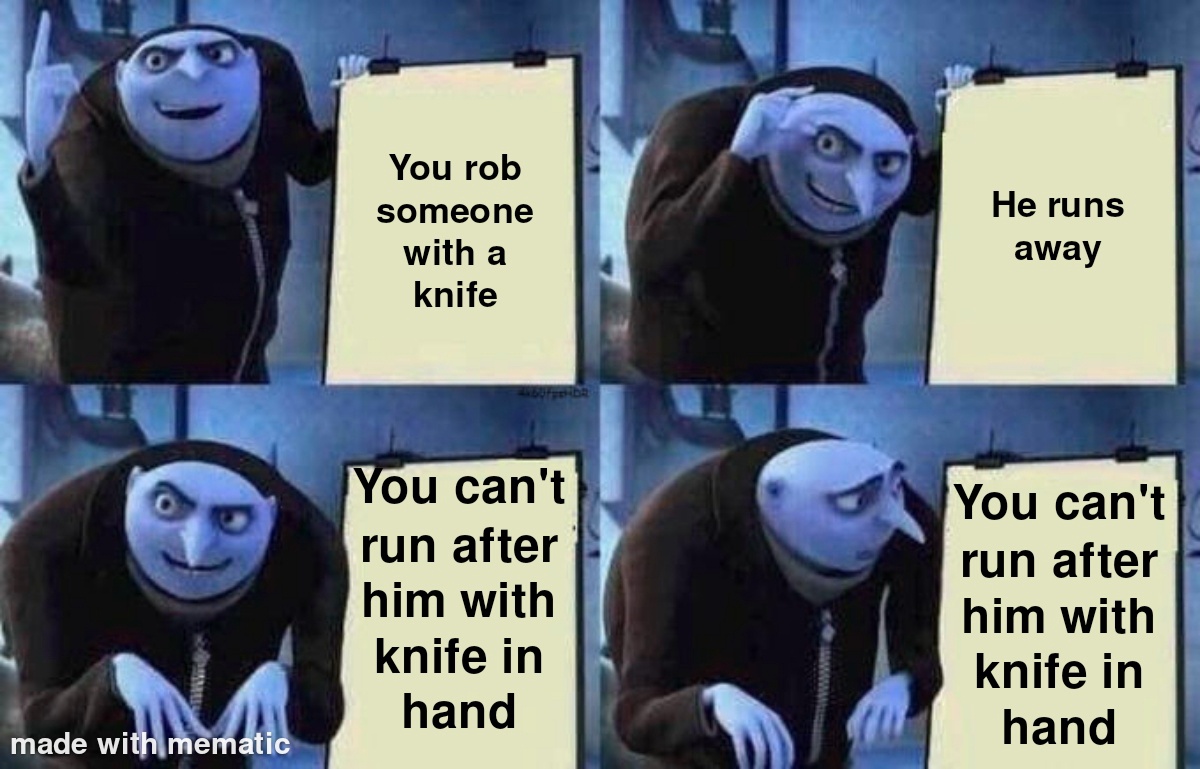 You rob
someone
with a
knife
He runs
away
You can't
run after
him with
knife in
hand
You can't
run after
him with
knife in
hand
made with mematic